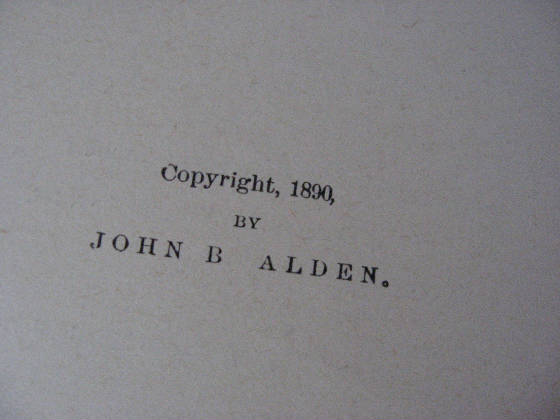 Copyright, 1890,
BY
JOHN B ALDEN.